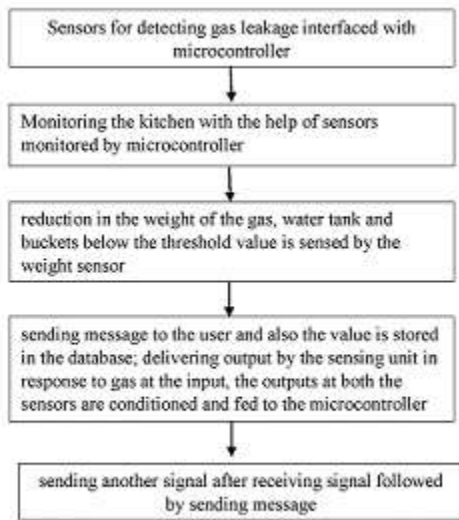 Sensors for detecting gas leakage interfaced with
microcontroller
Monitoring the kitchen with the help of sensors
monitored by microcontroller
reduction in the weight of the gas, water tank and
buckets below the threshold value is sensed by the
weight sensor
sending message to the user and also the value is stored
in the database; delivering output by the sensing unit in
response to gas at the input, the outputs at both the
sensors are conditioned and fed to the microcontroller
sending another signal after receiving signal followed
by sending message